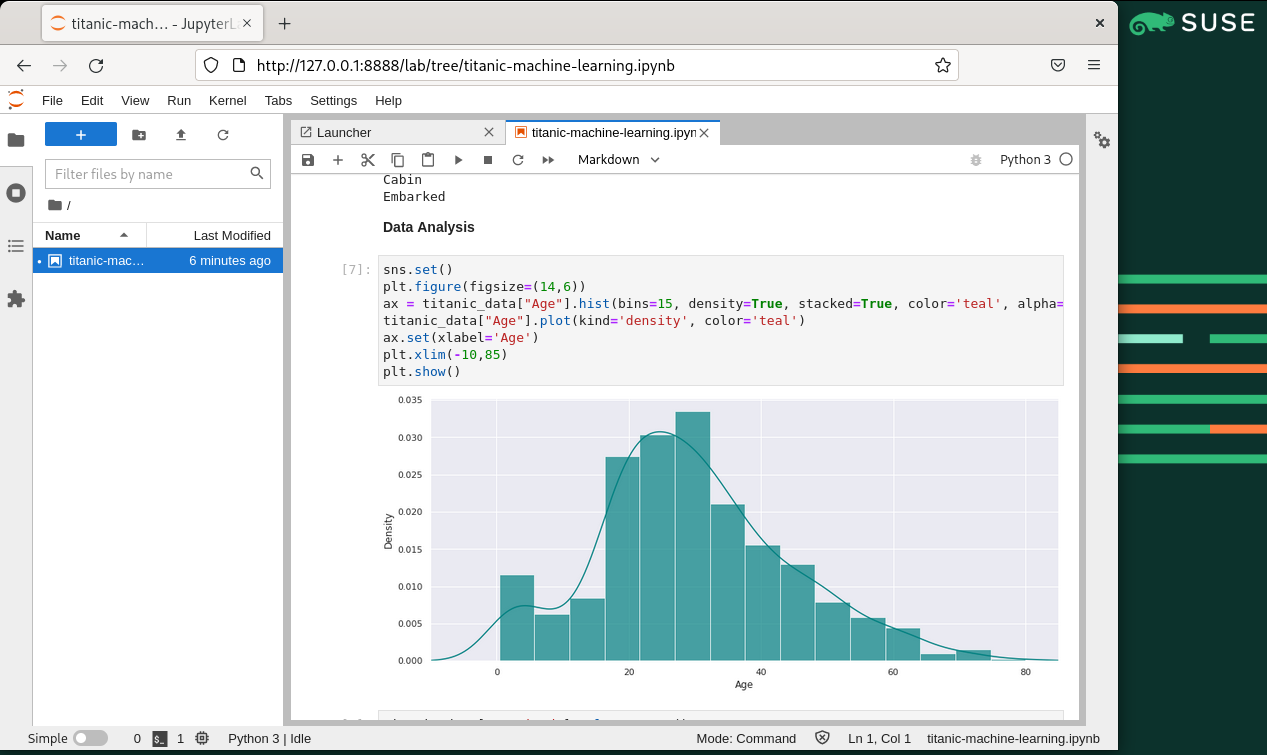 titanic-mach… - JupyterLa
SUSE
http://127.0.0.1:8888/lab/tree/titanic-machine-learning.ipynb
File Edit View Run Kernel Tabs Settings Help
Launcher
titanic-machine-learning.ipyn
Markdown
Python 3
Filter files by name
/
Name
Last Modified
titanic-mac…
6 minutes ago
Cabin
Embarked
Data Analysis
[7]:
sns.set()
plt.figure(figsize=(14,6))
ax = titanic_data["Age"].hist(bins=15, density=True, stacked=True, color='teal', alpha=
titanic_data["Age"].plot(kind='density', color='teal')
ax.set(xlabel='Age')
plt.xlim(-10,85)
plt.show()
0.035
0.030
0.025
0.020
0.015
0.010
0.005
0.000
Density
0 20 40 60 80
Age
Simple
0
$_
1
Python 3 | Idle
Mode: Command
Ln 1, Col 1
titanic-machine-learning.ipynb